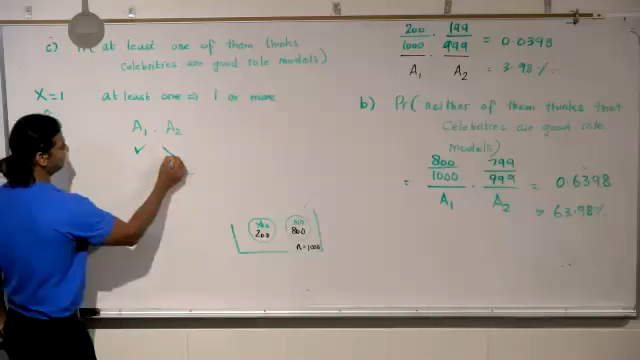 c) at least one of them thinks
celebrities are good role models)
X=1 at least one ⇒ 1 or more
A₁ . A₂
✓
Yes 200 No 800
n=1000
200/1000 . 199/999 = 0.0398
A₁ A₂ = 3.98%
b) Pr( neither of them thinks that
Celebrities are good role
models)
= 800/1000 . 799/999 = 0.6398
A₁ A₂ ≈ 63.98%